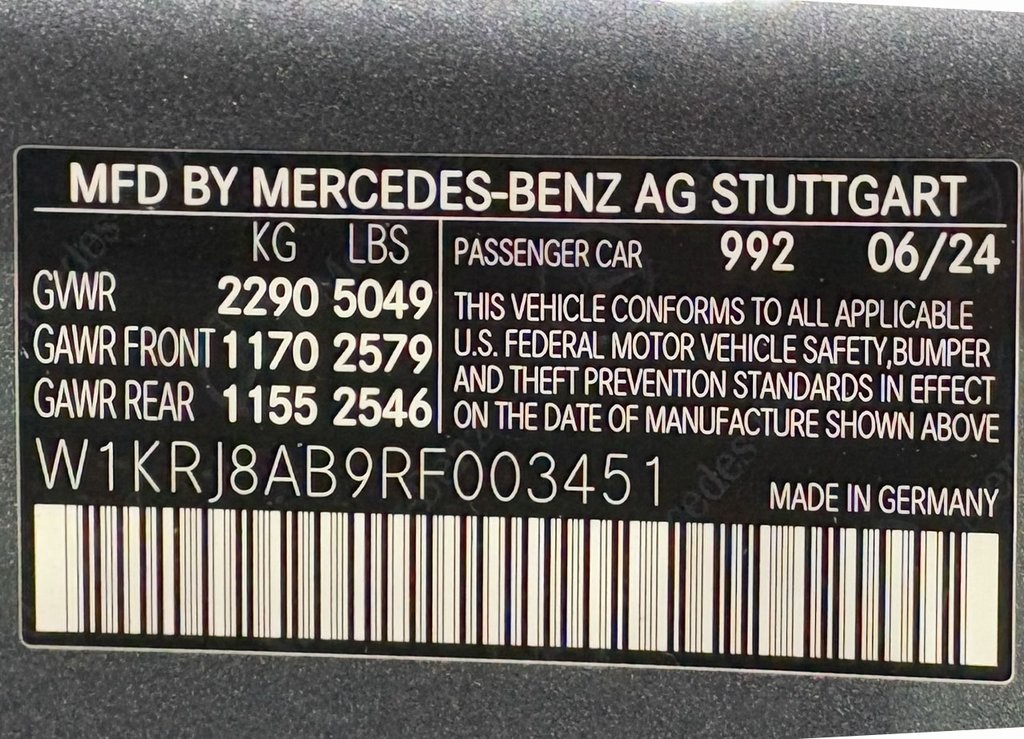 MFD BY MERCEDES-BENZ AG STUTTGART
KG LBS
GVWR 2290 5049
GAWR FRONT 1170 2579
GAWR REAR 1155 2546
PASSENGER CAR 992 06/24
THIS VEHICLE CONFORMS TO ALL APPLICABLE
U.S. FEDERAL MOTOR VEHICLE SAFETY,BUMPER
AND THEFT PREVENTION STANDARDS IN EFFECT
ON THE DATE OF MANUFACTURE SHOWN ABOVE
W1KRJ8AB9RF003451
MADE IN GERMANY